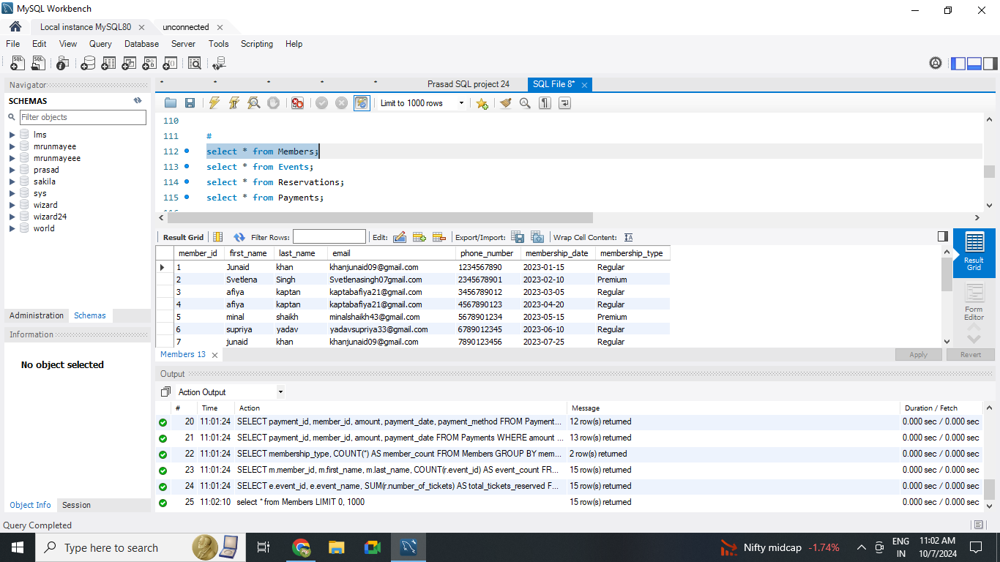 MySQL Workbench
Local instance MySQL80 unconnected
File Edit View Query Database Server Tools Scripting Help
Navigator
SCHEMAS
Filter objects
lms
mrunmayee
mrunmayeee
prasad
sakila
sys
wizard
wizard24
world
Administration Schemas
Information
No object selected
Object Info Session
Prasad SQL project 24 SQL File 8*
Limit to 1000 rows
110
111 #
112 select * from Members;
113 select * from Events;
114 select * from Reservations;
115 select * from Payments;
Result Grid Filter Rows: Edit: Export/Import: Wrap Cell Content:
member_id first_name last_name email phone_number membership_date membership_type
1 Junaid khan khanjunaid09@gmail.com 1234567890 2023-01-15 Regular
2 Svetlena Singh Svetlenasingh07gmail.com 2345678901 2023-02-10 Premium
3 afiya kaptan kaptabafiya21@gmail.com 3456789012 2023-03-05 Regular
4 afiya kaptan kaptabafiya21@gmail.com 4567890123 2023-04-20 Regular
5 minal shaikh minalshaikh43@gmail.com 5678901234 2023-05-15 Premium
6 supriya yadav yadavsupriya33@gmail.com 6789012345 2023-06-10 Regular
7 junaid khan khanjunaid09@gmail.com 7890123456 2023-07-25 Regular
Result Grid
Form Editor
Members 13 Apply Revert
Output
Action Output
# Time Action Message Duration / Fetch
20 11:01:24 SELECT payment_id, member_id, amount, payment_date, payment_method FROM Payment... 12 row(s) returned 0.000 sec / 0.000 sec
21 11:01:24 SELECT payment_id, member_id, amount, payment_date FROM Payments WHERE amount ... 13 row(s) returned 0.000 sec / 0.000 sec
22 11:01:24 SELECT membership_type, COUNT(*) AS member_count FROM Members GROUP BY mem... 2 row(s) returned 0.000 sec / 0.000 sec
23 11:01:24 SELECT m.member_id, m.first_name, m.last_name, COUNT(r.event_id) AS event_count FR... 15 row(s) returned 0.000 sec / 0.000 sec
24 11:01:24 SELECT e.event_id, e.event_name, SUM(r.number_of_tickets) AS total_tickets_reserved F... 15 row(s) returned 0.000 sec / 0.000 sec
25 11:02:10 select * from Members LIMIT 0, 1000 15 row(s) returned 0.000 sec / 0.000 sec
Query Completed
Type here to search
Nifty midcap -1.74%
ENG IN
11:02 AM
10/7/2024